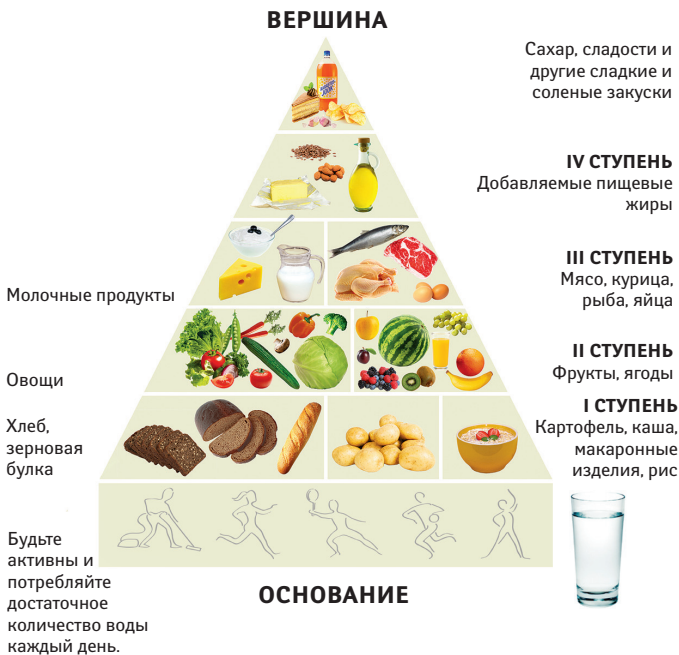 ВЕРШИНА
Сахар, сладости и
другие сладкие и
соленые закуски
IV СТУПЕНЬ
Добавляемые пищевые
жиры
III СТУПЕНЬ
Мясо, курица,
рыба, яйца
Молочные продукты
II СТУПЕНЬ
Фрукты, ягоды
Овощи
I СТУПЕНЬ
Картофель, каша,
макаронные
изделия, рис
Хлеб,
зерновая
булка
Будьте
активны и
потребляйте
достаточное
количество воды
каждый день.
ОСНОВАНИЕ